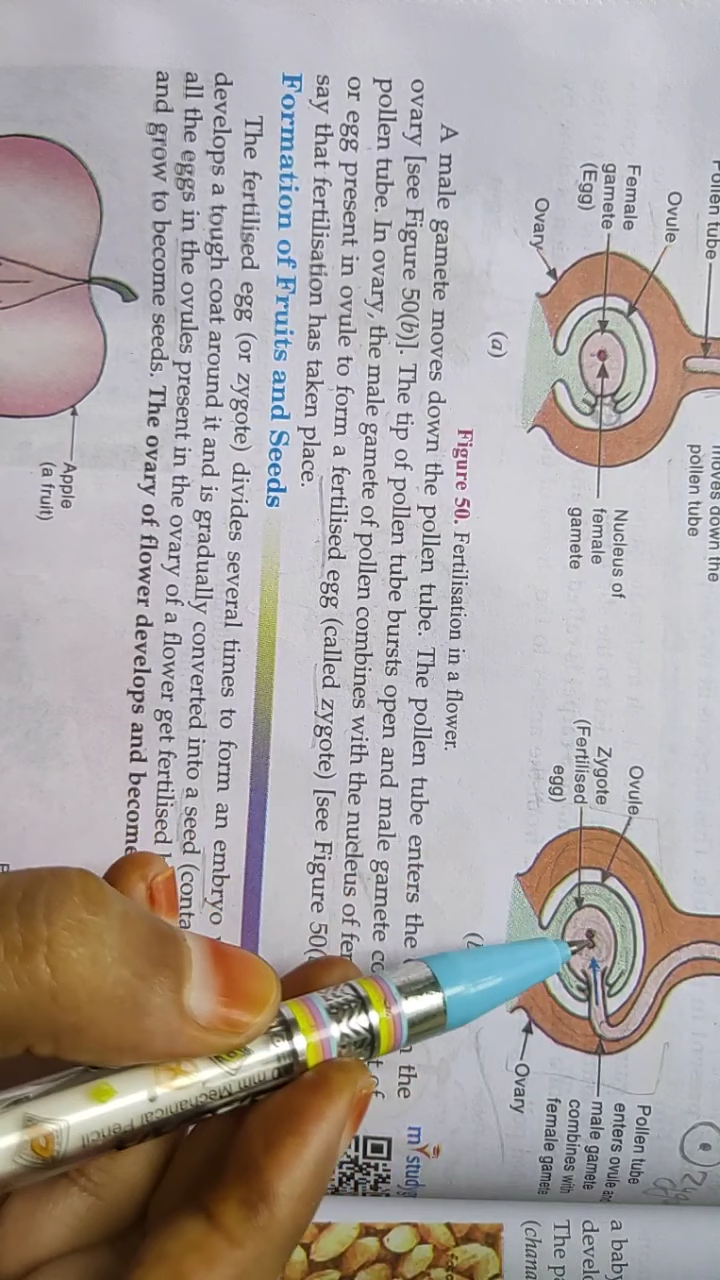 Pollen tube
moves down the
pollen tube
Ovule
Female
gamete
(Egg)
Ovary
Nucleus of
female
gamete
(a)
Ovule
Zygote
(Fertilised
egg)
Pollen tube
enters ovule and
male gamete
combines with
female gamete
Ovary
Figure 50. Fertilisation in a flower.
A male gamete moves down the pollen tube. The pollen tube enters the
ovary [see Figure 50(b)]. The tip of pollen tube bursts open and male gamete the
pollen tube. In ovary, the male gamete of pollen combines with the nucleus of
or egg present in ovule to form a fertilised egg (called zygote) [see Figure 50(
say that fertilisation has taken place.
Formation of Fruits and Seeds
The fertilised egg (or zygote) divides several times to form an embryo
develops a tough coat around it and is gradually converted into a seed
all the eggs in the ovules present in the ovary of a flower get fertilised
and grow to become seeds. The ovary of flower develops and become
Apple
(a fruit)
a baby
The
(chana